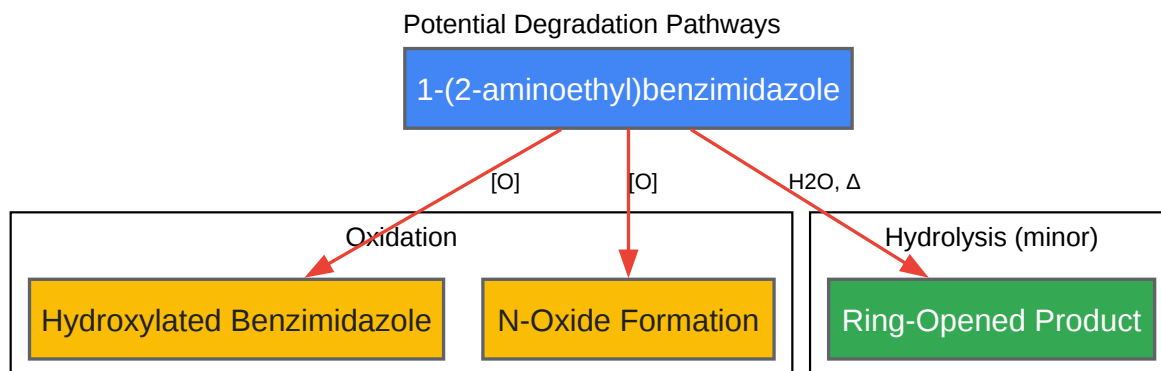 Potential Degradation Pathways
1-(2-aminoethyl)benzimidazole
[O]
[O]
H2O, Δ
Oxidation
Hydrolysis (minor)
Hydroxylated Benzimidazole
N-Oxide Formation
Ring-Opened Product